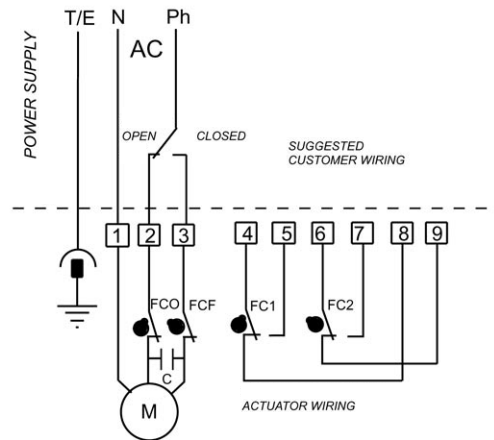 T/E N Ph
AC
POWER SUPPLY
OPEN CLOSED
SUGGESTED
CUSTOMER WIRING
1 2 3 4 5 6 7 8 9
FCO FCF FC1 FC2
C
M
ACTUATOR WIRING